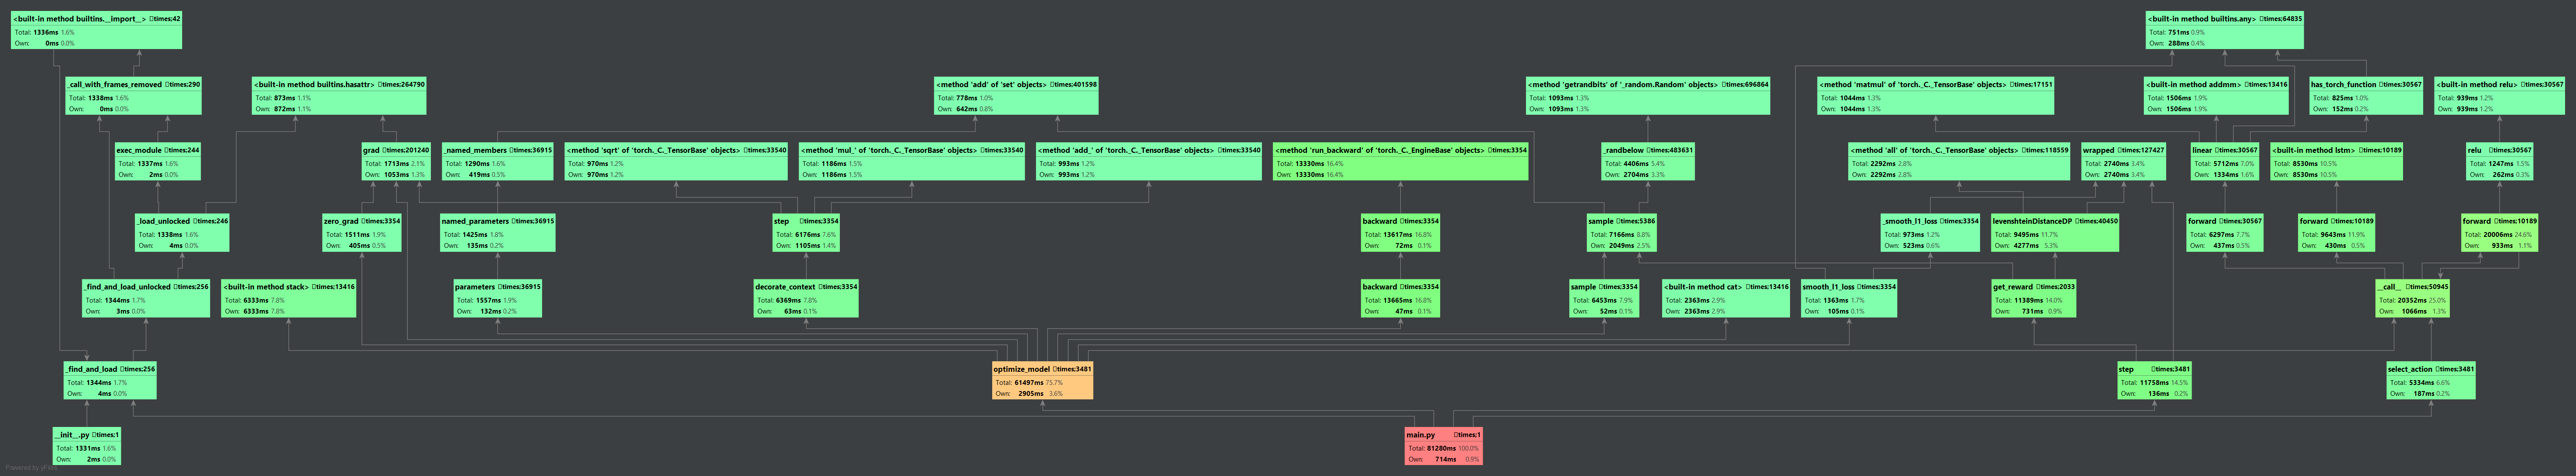 <built-in method builtins.__import__> times;42
Total: 1336ms 1.6%
Own: 0ms 0.0%
<built-in method builtins.any> times;64835
Total: 751ms 0.9%
Own: 288ms 0.4%
_call_with_frames_removed times;290
Total: 1338ms 1.6%
Own: 0ms 0.0%
<built-in method builtins.hasattr> times;264790
Total: 873ms 1.1%
Own: 872ms 1.1%
<method 'add' of 'set' objects> times;401598
Total: 778ms 1.0%
Own: 642ms 0.8%
<method 'getrandbits' of '_random.Random' objects> times;696864
Total: 1093ms 1.3%
Own: 1093ms 1.3%
<method 'matmul' of 'torch._C._TensorBase' objects> times;17151
Total: 1044ms 1.3%
Own: 1044ms 1.3%
<built-in method addmm> times;13416
Total: 1506ms 1.9%
Own: 1506ms 1.9%
has_torch_function times;30567
Total: 825ms 1.0%
Own: 152ms 0.2%
<built-in method relu> times;30567
Total: 939ms 1.2%
Own: 939ms 1.2%
exec_module times;244
Total: 1337ms 1.6%
Own: 2ms 0.0%
grad times;201240
Total: 1713ms 2.1%
Own: 1053ms 1.3%
_named_members times;36915
Total: 1290ms 1.6%
Own: 419ms 0.5%
<method 'sqrt' of 'torch._C._TensorBase' objects> times;33540
Total: 970ms 1.2%
Own: 970ms 1.2%
<method 'mul_' of 'torch._C._TensorBase' objects> times;33540
Total: 1186ms 1.5%
Own: 1186ms 1.5%
<method 'add_' of 'torch._C._TensorBase' objects> times;33540
Total: 993ms 1.2%
Own: 993ms 1.2%
<method 'run_backward' of 'torch._C._EngineBase' objects> times;3354
Total: 13330ms 16.4%
Own: 13330ms 16.4%
_randbelow times;483631
Total: 4406ms 5.4%
Own: 2704ms 3.3%
<method 'all' of 'torch._C._TensorBase' objects> times;118559
Total: 2292ms 2.8%
Own: 2292ms 2.8%
wrapped times;127427
Total: 2740ms 3.4%
Own: 2740ms 3.4%
linear times;30567
Total: 5712ms 7.0%
Own: 1334ms 1.6%
<built-in method lstm> times;10189
Total: 8530ms 10.5%
Own: 8530ms 10.5%
relu times;30567
Total: 1247ms 1.5%
Own: 262ms 0.3%
_load_unlocked times;246
Total: 1338ms 1.6%
Own: 4ms 0.0%
zero_grad times;3354
Total: 1511ms 1.9%
Own: 405ms 0.5%
named_parameters times;36915
Total: 1425ms 1.8%
Own: 135ms 0.2%
step times;3354
Total: 6176ms 7.6%
Own: 1105ms 1.4%
backward times;3354
Total: 13617ms 16.8%
Own: 72ms 0.1%
sample times;5386
Total: 7166ms 8.8%
Own: 2049ms 2.5%
_smooth_l1_loss times;3354
Total: 973ms 1.2%
Own: 523ms 0.6%
levenshteinDistanceDP times;40450
Total: 9495ms 11.7%
Own: 4277ms 5.3%
forward times;30567
Total: 6297ms 7.7%
Own: 437ms 0.5%
forward times;10189
Total: 9643ms 11.9%
Own: 430ms 0.5%
forward times;10189
Total: 20006ms 24.6%
Own: 933ms 1.1%
_find_and_load_unlocked times;256
Total: 1344ms 1.7%
Own: 3ms 0.0%
<built-in method stack> times;13416
Total: 6333ms 7.8%
Own: 6333ms 7.8%
parameters times;36915
Total: 1557ms 1.9%
Own: 132ms 0.2%
decorate_context times;3354
Total: 6369ms 7.8%
Own: 63ms 0.1%
backward times;3354
Total: 13665ms 16.8%
Own: 47ms 0.1%
sample times;3354
Total: 6453ms 7.9%
Own: 52ms 0.1%
<built-in method cat> times;13416
Total: 2363ms 2.9%
Own: 2363ms 2.9%
smooth_l1_loss times;3354
Total: 1363ms 1.7%
Own: 105ms 0.1%
get_reward times;2033
Total: 11389ms 14.0%
Own: 731ms 0.9%
__call__ times;50945
Total: 20352ms 25.0%
Own: 1066ms 1.3%
_find_and_load times;256
Total: 1344ms 1.7%
Own: 4ms 0.0%
optimize_model times;3481
Total: 61497ms 75.7%
Own: 2905ms 3.6%
step times;3481
Total: 11758ms 14.5%
Own: 136ms 0.2%
select_action times;3481
Total: 5334ms 6.6%
Own: 187ms 0.2%
__init__.py times;1
Total: 1331ms 1.6%
Own: 2ms 0.0%
main.py times;1
Total: 81280ms 100.0%
Own: 714ms 0.9%
Powered by yFiles